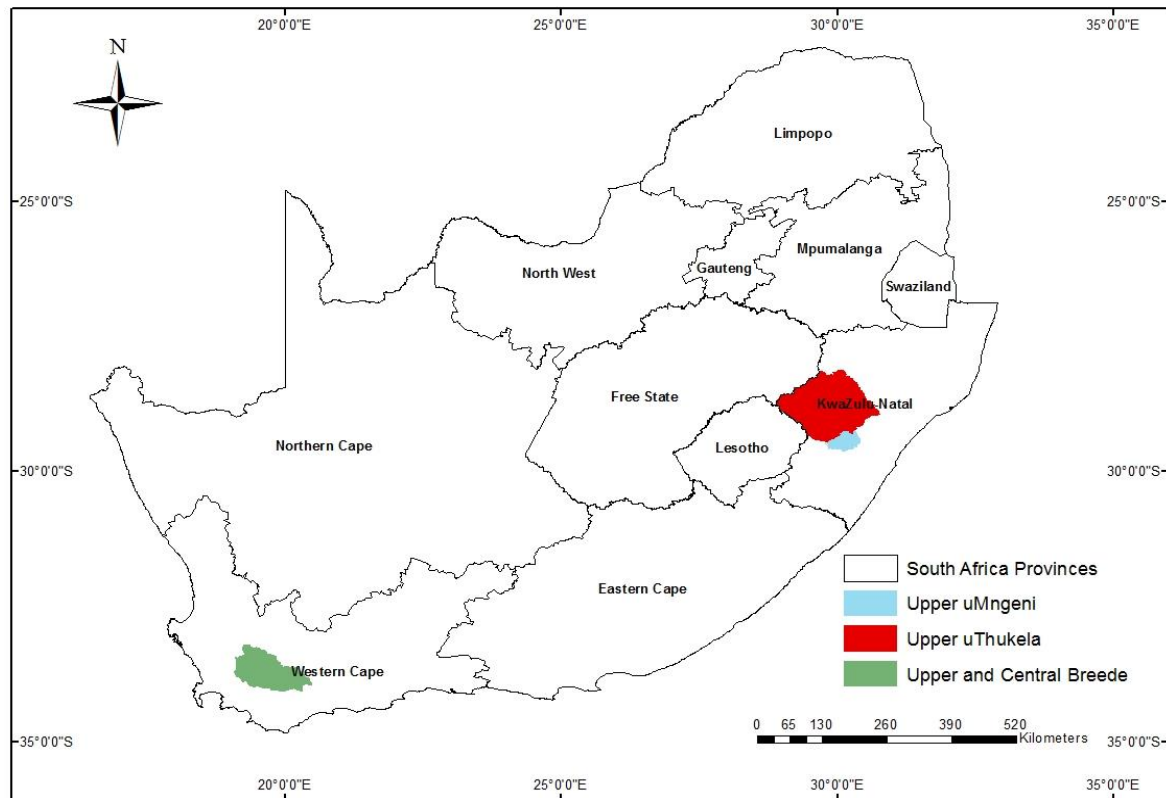 20°0'0"E 25°0'0"E 30°0'0"E 35°0'0"E
N
Limpopo
25°0'0"S 25°0'0"S
Mpumalanga
North West
Gauteng
Swaziland
Free State
KwaZulu-Natal
Northern Cape
Lesotho
30°0'0"S 30°0'0"S
South Africa Provinces
Eastern Cape
Upper uMngeni
Upper uThukela
Western Cape
Upper and Central Breede
0 65 130 260 390 520
Kilometers
35°0'0"S 35°0'0"S
20°0'0"E 25°0'0"E 30°0'0"E 35°0'0"E